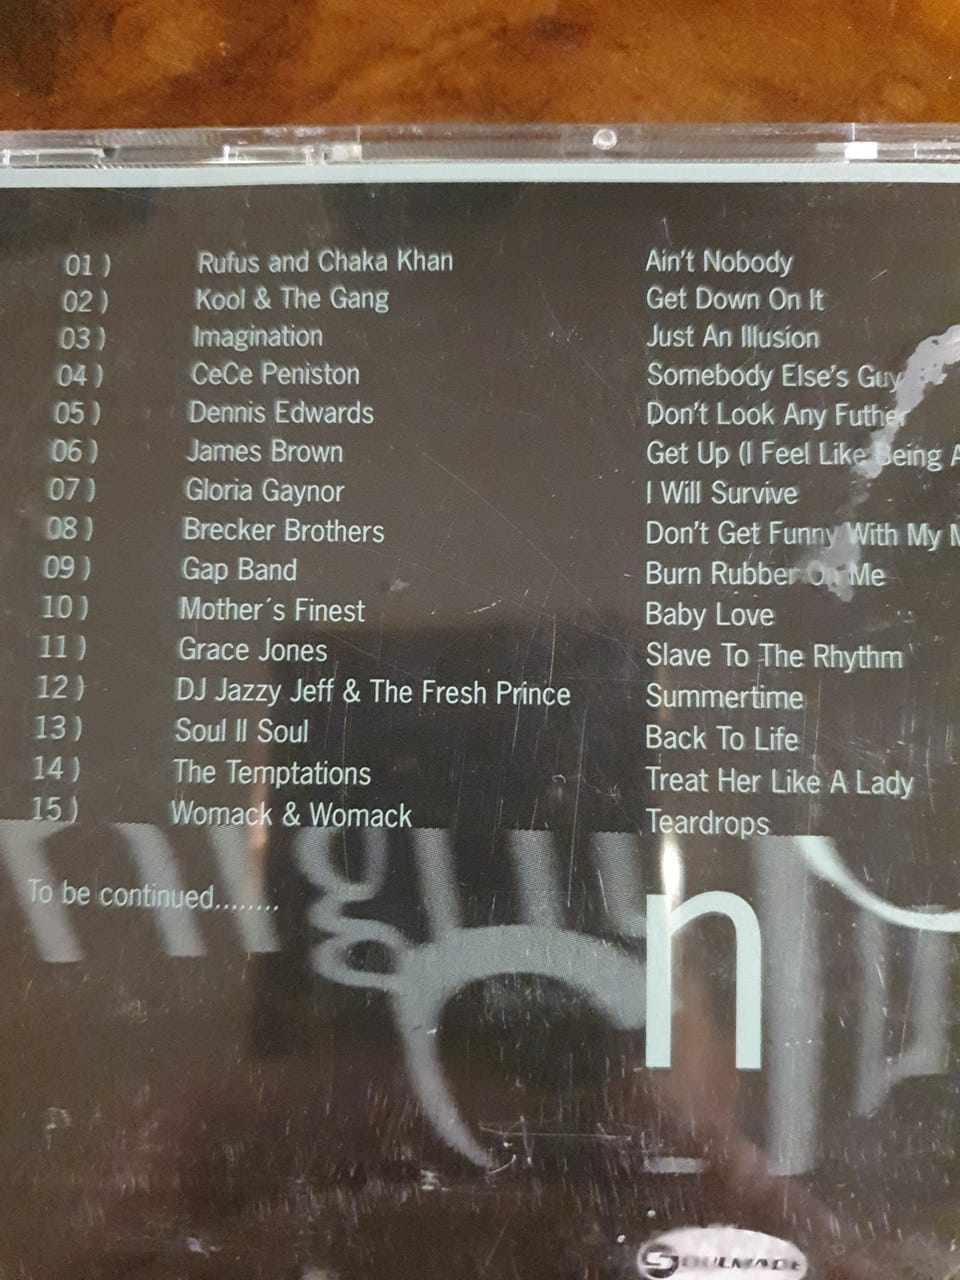 01) Rufus and Chaka Khan Ain't Nobody
02) Kool & The Gang Get Down On It
03) Imagination Just An Illusion
04) CeCe Peniston Somebody Else's Guy
05) Dennis Edwards Don't Look Any Futher
06) James Brown Get Up (I Feel Like Being A
07) Gloria Gaynor I Will Survive
08) Brecker Brothers Don't Get Funny With My M
09) Gap Band Burn Rubber On Me
10) Mother´s Finest Baby Love
11) Grace Jones Slave To The Rhythm
12) DJ Jazzy Jeff & The Fresh Prince Summertime
13) Soul II Soul Back To Life
14) The Temptations Treat Her Like A Lady
15) Womack & Womack Teardrops
To be continued........
n
SOULMADE